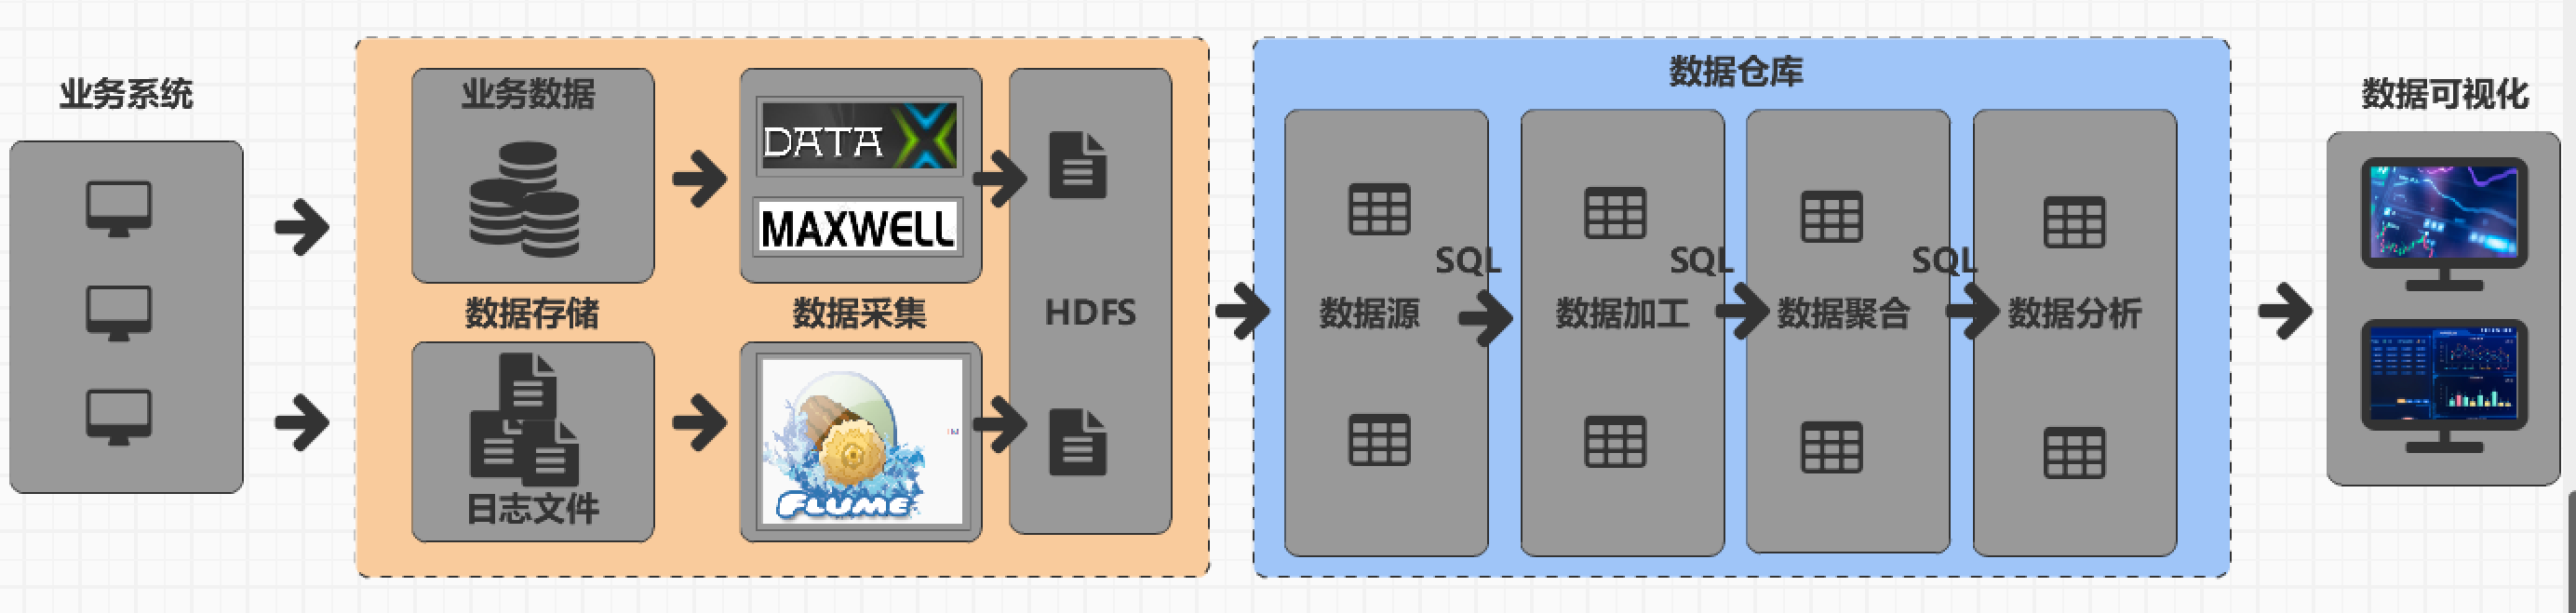 业务系统
业务数据
数据存储
日志文件
DATA X
MAXWELL
数据采集
FLUME
TM
HDFS
数据仓库
数据源
SQL
数据加工
SQL
数据聚合
SQL
数据分析
数据可视化